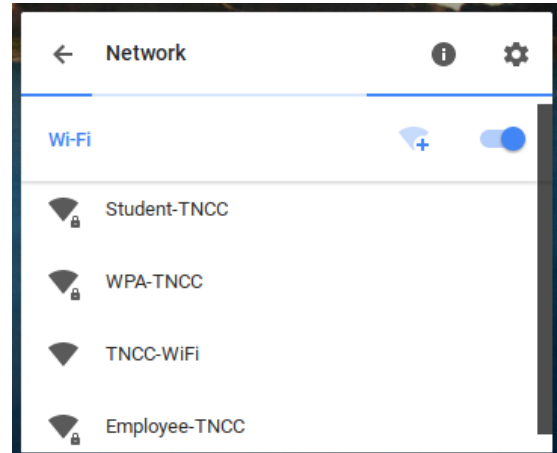 Network
Wi-Fi
Student-TNCC
WPA-TNCC
TNCC-WiFi
Employee-TNCC